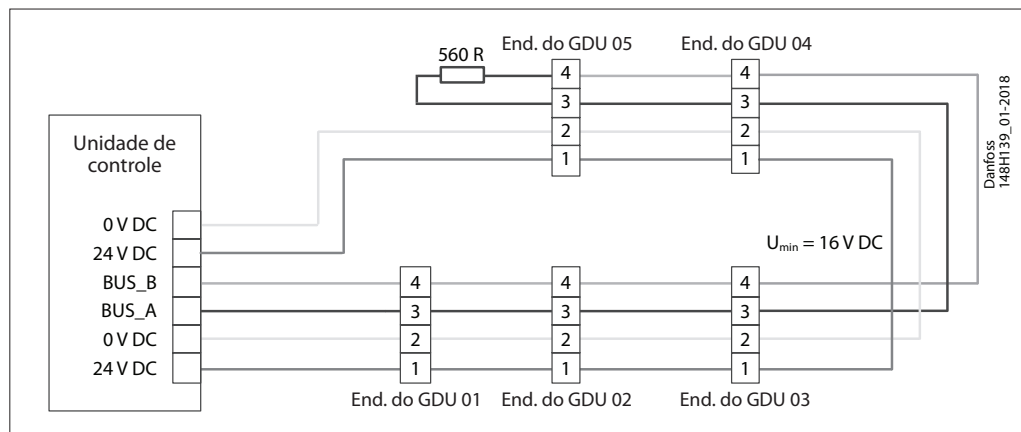 560 R
End. do GDU 05
End. do GDU 04
4
4
3
3
2
2
1
1
Danfoss
148H139_01-2018
Unidade de
controle
0 V DC
24 V DC
BUS_B
BUS_A
0 V DC
24 V DC
Umin = 16 V DC
4
4
4
3
3
3
2
2
2
1
1
1
End. do GDU 01
End. do GDU 02
End. do GDU 03